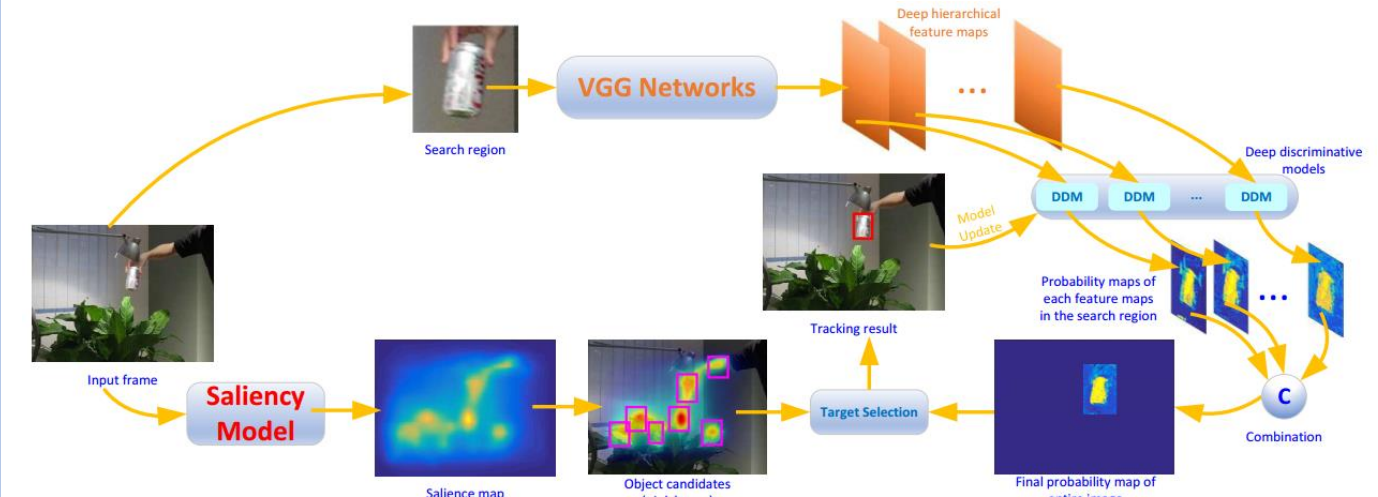 Deep hierarchical
feature maps
VGG Networks
...
Search region
Deep discriminative
models
DDM
DDM
...
DDM
Model
Update
Probability maps of
each feature maps
in the search region
...
Tracking result
Input frame
Saliency
Model
Target Selection
C
Combination
Salience map
Object candidates
Final probability map of
entire image